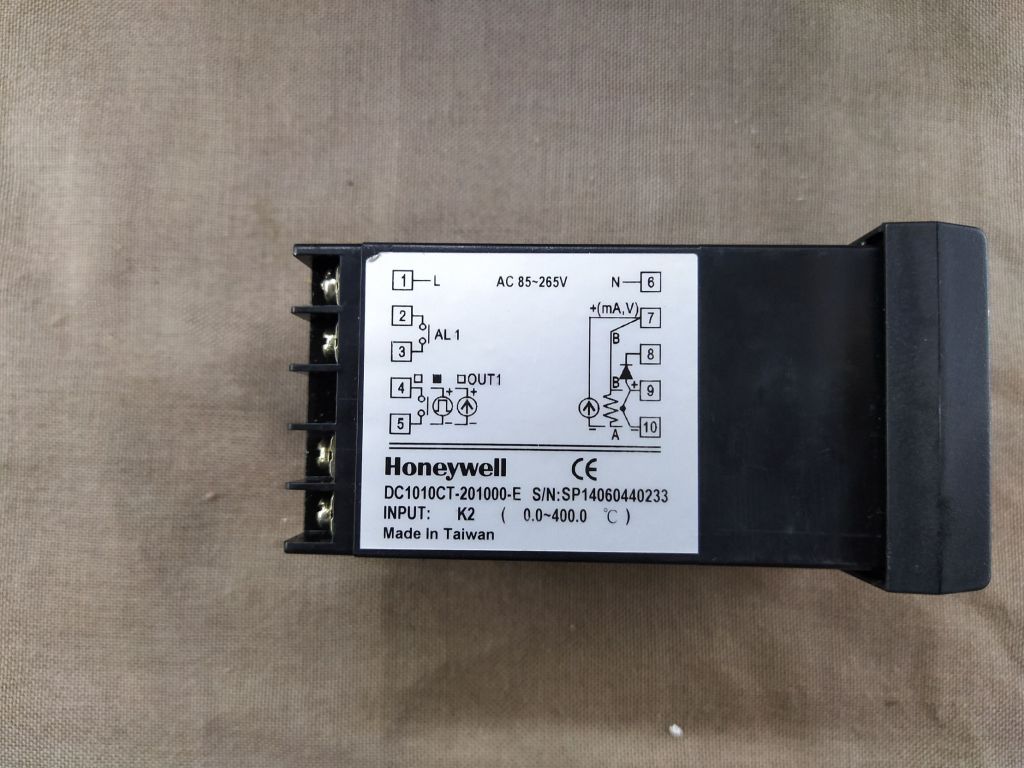 1 L AC 85~265V N 6
+(mA,V) 7
2
AL 1
3
B
8
4 OUT1
+ +
B + 9
5
- A - 10
Honeywell CE
DC1010CT-201000-E S/N:SP14060440233
INPUT: K2 ( 0.0~400.0 ℃ )
Made In Taiwan